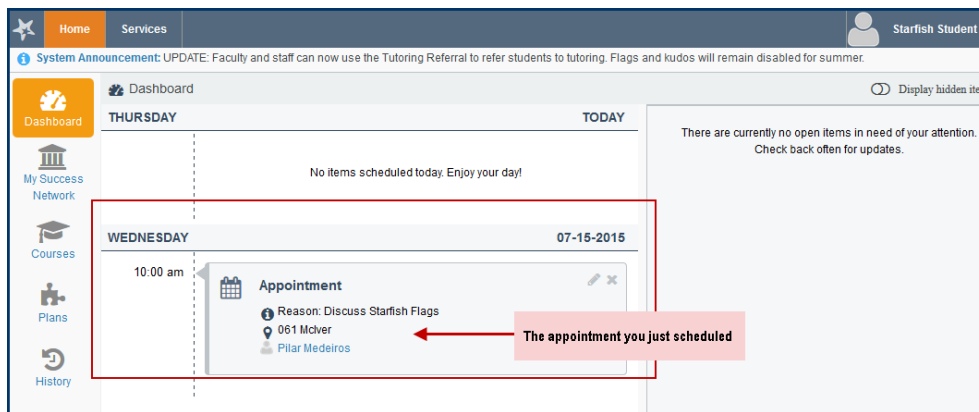 Home Services Starfish Student
System Announcement: UPDATE: Faculty and staff can now use the Tutoring Referral to refer students to tutoring. Flags and kudos will remain disabled for summer.
Dashboard
Display hidden ite
Dashboard
My Success
Network
Courses
Plans
History
THURSDAY TODAY
No items scheduled today. Enjoy your day!
WEDNESDAY 07-15-2015
10:00 am
Appointment
Reason: Discuss Starfish Flags
061 McIver
Pilar Medeiros
The appointment you just scheduled
There are currently no open items in need of your attention.
Check back often for updates.